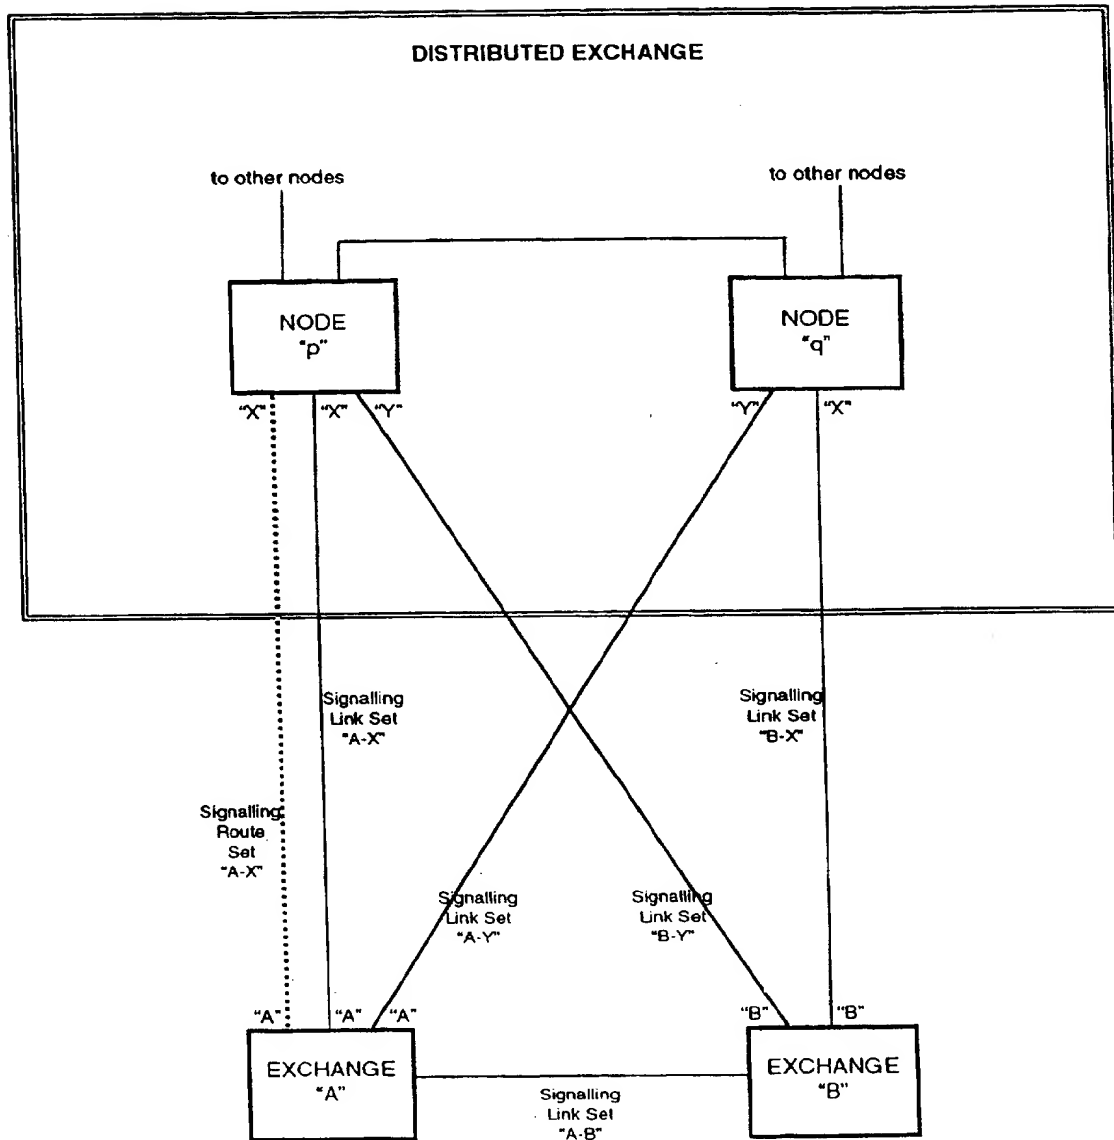 DISTRIBUTED EXCHANGE
to other nodes
to other nodes
NODE
"p"
NODE
"q"
"X"
"X"
"Y"
"Y"
"X"
Signalling
Link Set
"A-X"
Signalling
Link Set
"B-X"
Signalling
Route
Set
"A-X"
Signalling
Link Set
"A-Y"
Signalling
Link Set
"B-Y"
"A"
"A"
"A"
"B"
"B"
EXCHANGE
"A"
EXCHANGE
"B"
Signalling
Link Set
"A-B"